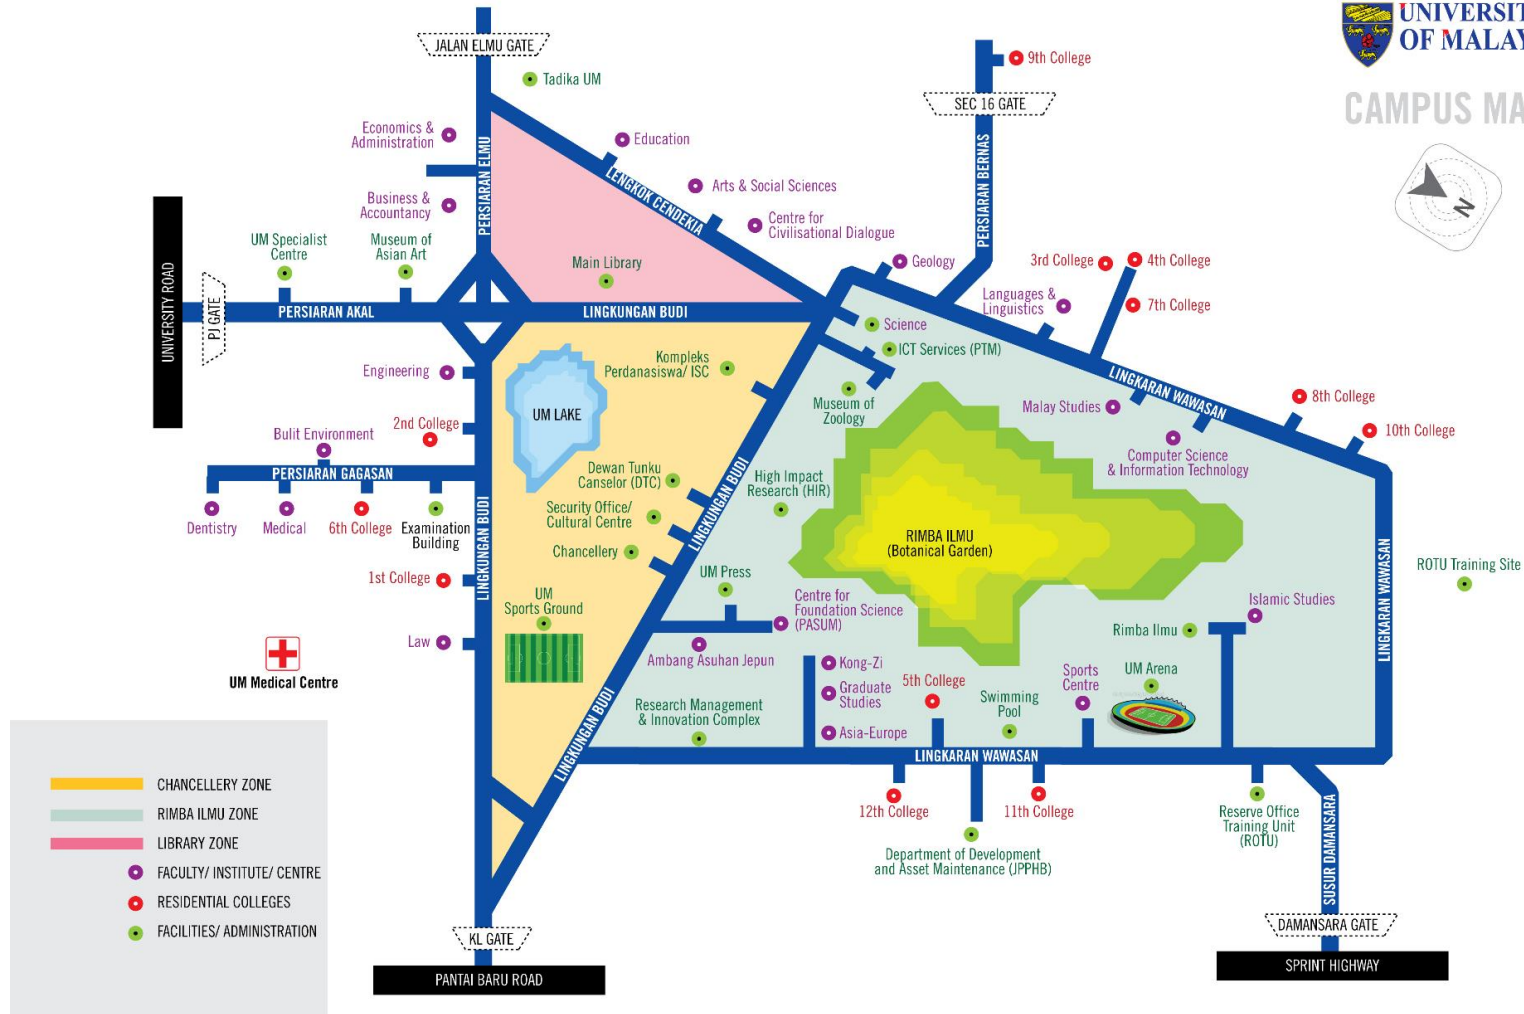 UNIVERSIT
OF MALAY
CAMPUS MA
N
JALAN ELMU GATE
Tadika UM
9th College
SEC 16 GATE
Economics &
Administration
PERSIARAN ELMU
Education
LENGKOK CENDEKIA
Arts & Social Sciences
PERSIARAN BERNAS
Business &
Accountancy
Centre for
Civilisational Dialogue
UM Specialist
Centre
Museum of
Asian Art
Main Library
Geology
3rd College
4th College
Languages &
Linguistics
7th College
UNIVERSITY ROAD
PJ GATE
PERSIARAN AKAL
LINGKUNGAN BUDI
Science
ICT Services (PTM)
Engineering
Kompleks
Perdanasiswa/ ISC
LINGKARAN WAWASAN
UM LAKE
Museum of
Zoology
Malay Studies
8th College
2nd College
10th College
Bulit Environment
Computer Science
& Information Technology
PERSIARAN GAGASAN
Dewan Tunku
Canselor (DTC)
LINGKUNGAN BUDI
High Impact
Research (HIR)
Dentistry
Medical
6th College
Examination
Building
Security Office/
Cultural Centre
RIMBA ILMU
(Botanical Garden)
Chancellery
LINGKUNGAN BUDI
LINGKARAN WAWASAN
ROTU Training Site
1st College
UM Press
UM
Sports Ground
Centre for
Foundation Science
(PASUM)
Islamic Studies
Rimba Ilmu
Law
Ambang Asuhan Jepun
Kong-Zi
Graduate
Studies
Asia-Europe
5th College
Sports
Centre
UM Arena
UM Medical Centre
Research Management
& Innovation Complex
Swimming
Pool
LINGKUNGAN BUDI
LINGKARAN WAWASAN
12th College
11th College
Reserve Office
Training Unit
(ROTU)
Department of Development
and Asset Maintenance (JPPHB)
SUSUR DAMANSARA
CHANCELLERY ZONE
RIMBA ILMU ZONE
LIBRARY ZONE
FACULTY/ INSTITUTE/ CENTRE
RESIDENTIAL COLLEGES
FACILITIES/ ADMINISTRATION
KL GATE
PANTAI BARU ROAD
DAMANSARA GATE
SPRINT HIGHWAY